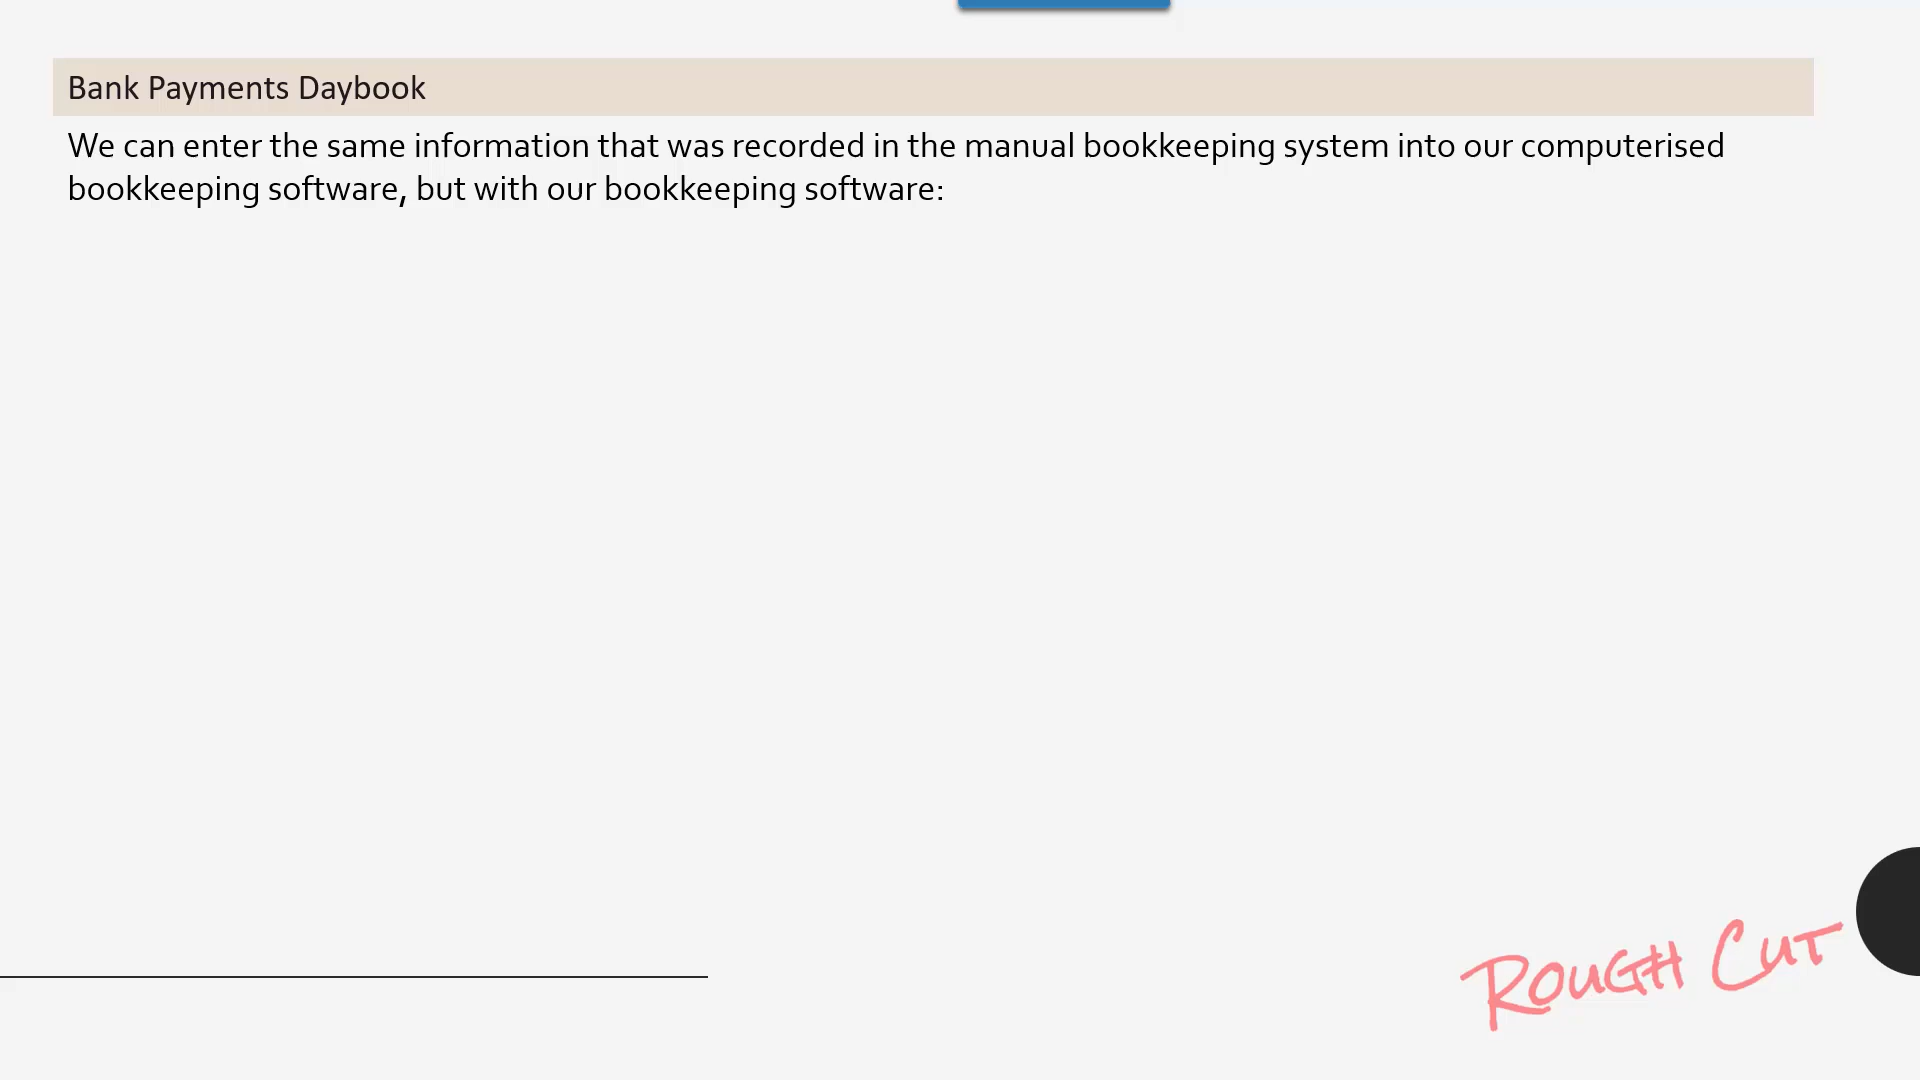 Bank Payments Daybook
We can enter the same information that was recorded in the manual bookkeeping system into our computerised
bookkeeping software, but with our bookkeeping software:
ROUGH CUT